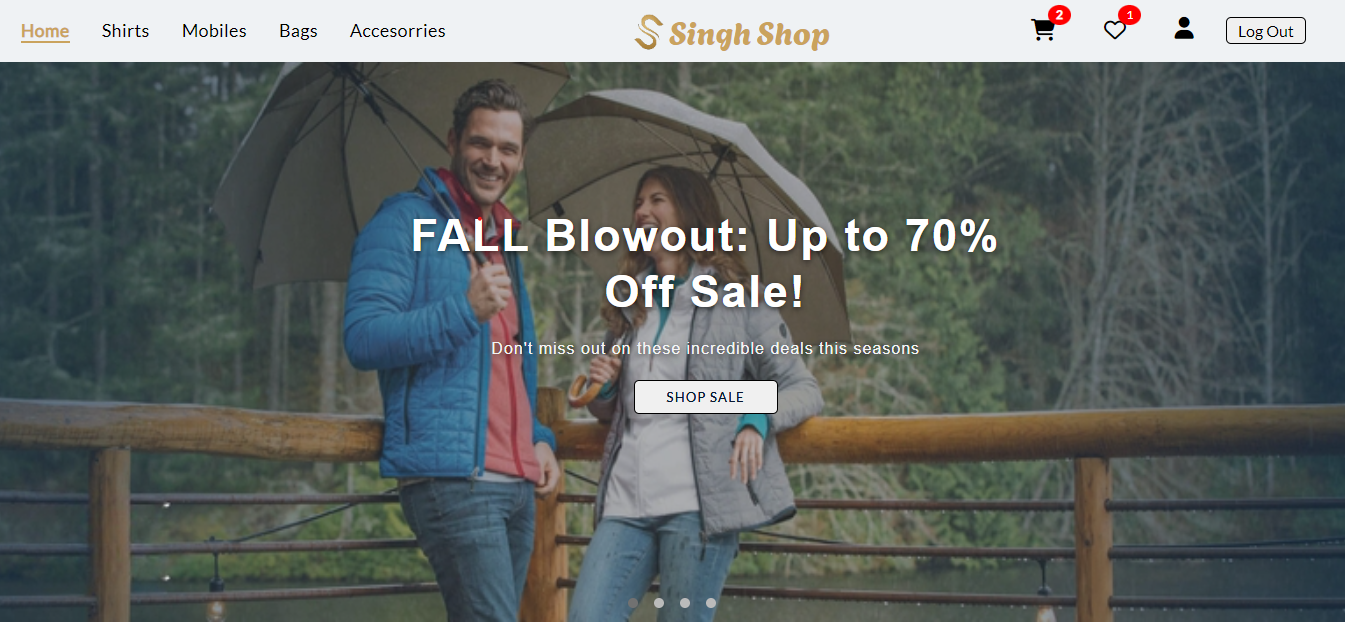 Home Shirts Mobiles Bags Accesorries Singh Shop 2 1 Log Out
FALL Blowout: Up to 70%
Off Sale!
Don't miss out on these incredible deals this seasons
SHOP SALE